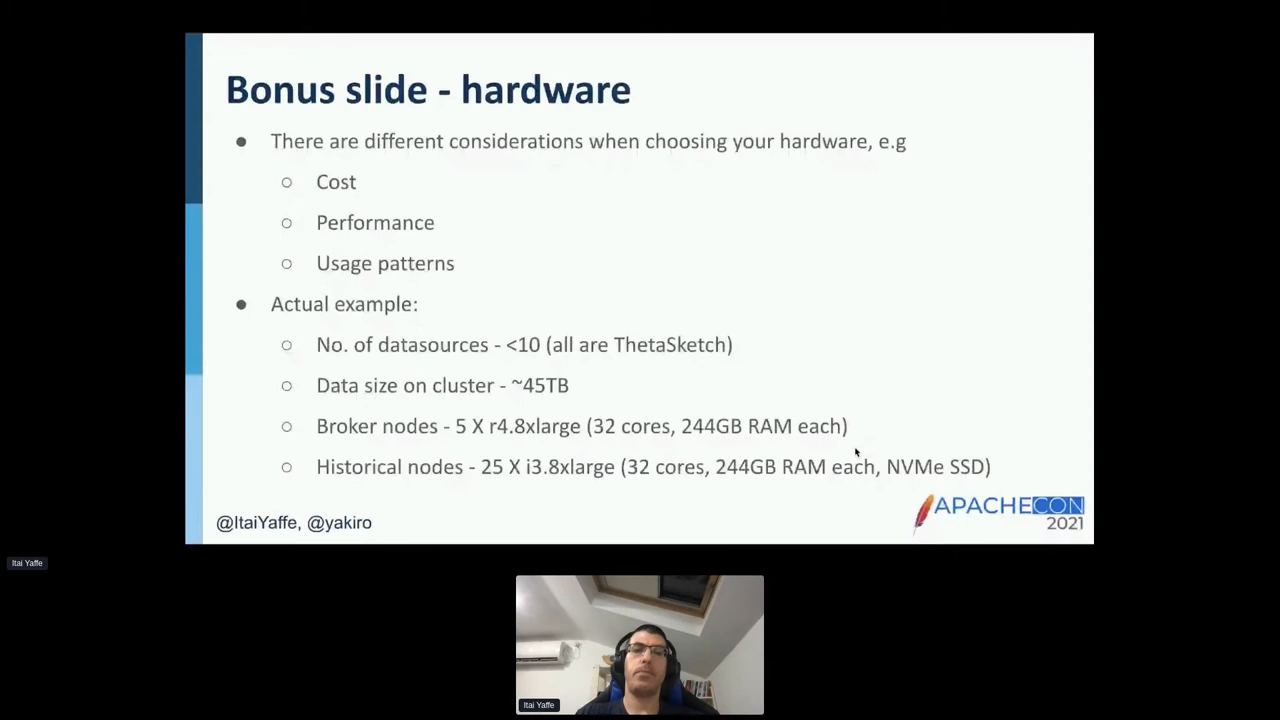 Bonus slide - hardware
● There are different considerations when choosing your hardware, e.g
○ Cost
○ Performance
○ Usage patterns
● Actual example:
○ No. of datasources - <10 (all are ThetaSketch)
○ Data size on cluster - ~45TB
○ Broker nodes - 5 X r4.8xlarge (32 cores, 244GB RAM each)
○ Historical nodes - 25 X i3.8xlarge (32 cores, 244GB RAM each, NVMe SSD)
@ItaiYaffe, @yakiro
APACHECON
2021
Itai Yaffe
Itai Yaffe